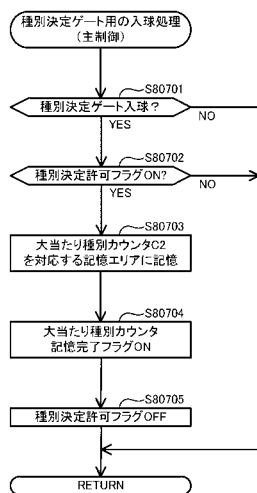 種別決定ゲート用の入球処理
(主制御)
S80701
種別決定ゲート入球?
NO
YES
S80702
種別決定許可フラグON?
NO
YES
S80703
大当たり種別カウンタC2
を対応する記憶エリアに記憶
S80704
大当たり種別カウンタ
記憶完了フラグON
S80705
種別決定許可フラグOFF
RETURN